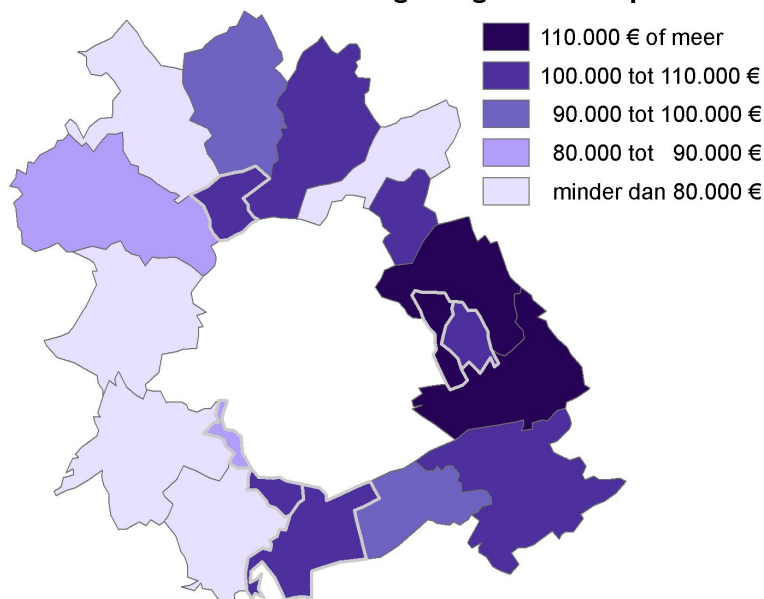 110.000 € of meer
100.000 tot 110.000 €
90.000 tot 100.000 €
80.000 tot 90.000 €
minder dan 80.000 €